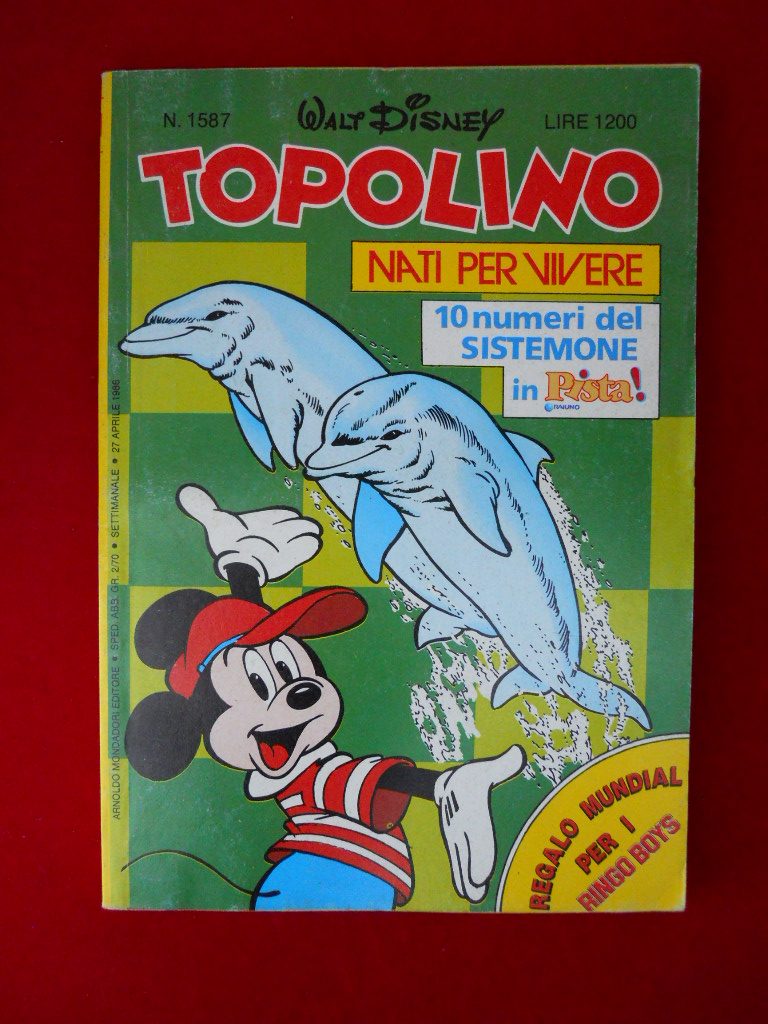 N. 1587
WALT DISNEY
LIRE 1200
TOPOLINO
NATI PER VIVERE
10 numeri del
SISTEMONE
in Pista!
RAIUNO
ARNOLDO MONDADORI EDITORE • SPED. ABB. GR. 2/70 • SETTIMANALE • 27 APRILE 1986
REGALO MUNDIAL
PER I
RINGO BOYS